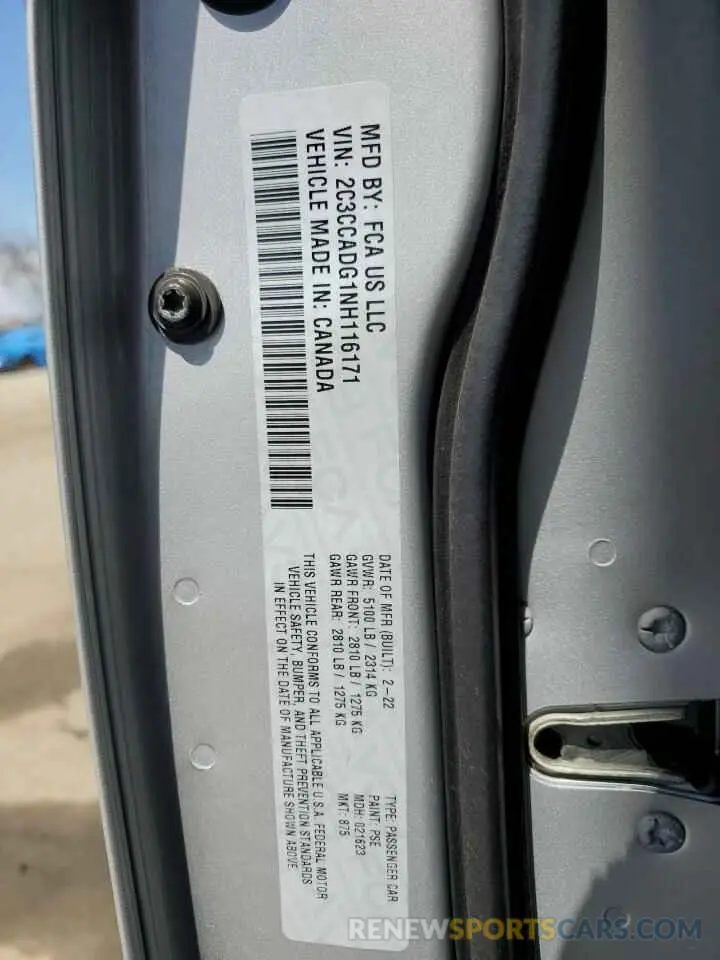 MFD BY: FCA US LLC
VIN: 2C3CCADG1NH116171
VEHICLE MADE IN: CANADA
DATE OF MFR (BUILT): 2-22
GVWR: 5100 LB / 2314 KG
GAWR FRONT: 2810 LB / 1275 KG
GAWR REAR: 2810 LB / 1275 KG
TYPE: PASSENGER CAR
PAINT: PSE
MDH: 021623
MKT: 875
THIS VEHICLE CONFORMS TO ALL APPLICABLE U.S.A. FEDERAL MOTOR
VEHICLE SAFETY, BUMPER, AND THEFT PREVENTION STANDARDS
IN EFFECT ON THE DATE OF MANUFACTURE SHOWN ABOVE
RENEWSPORTSCARS.COM